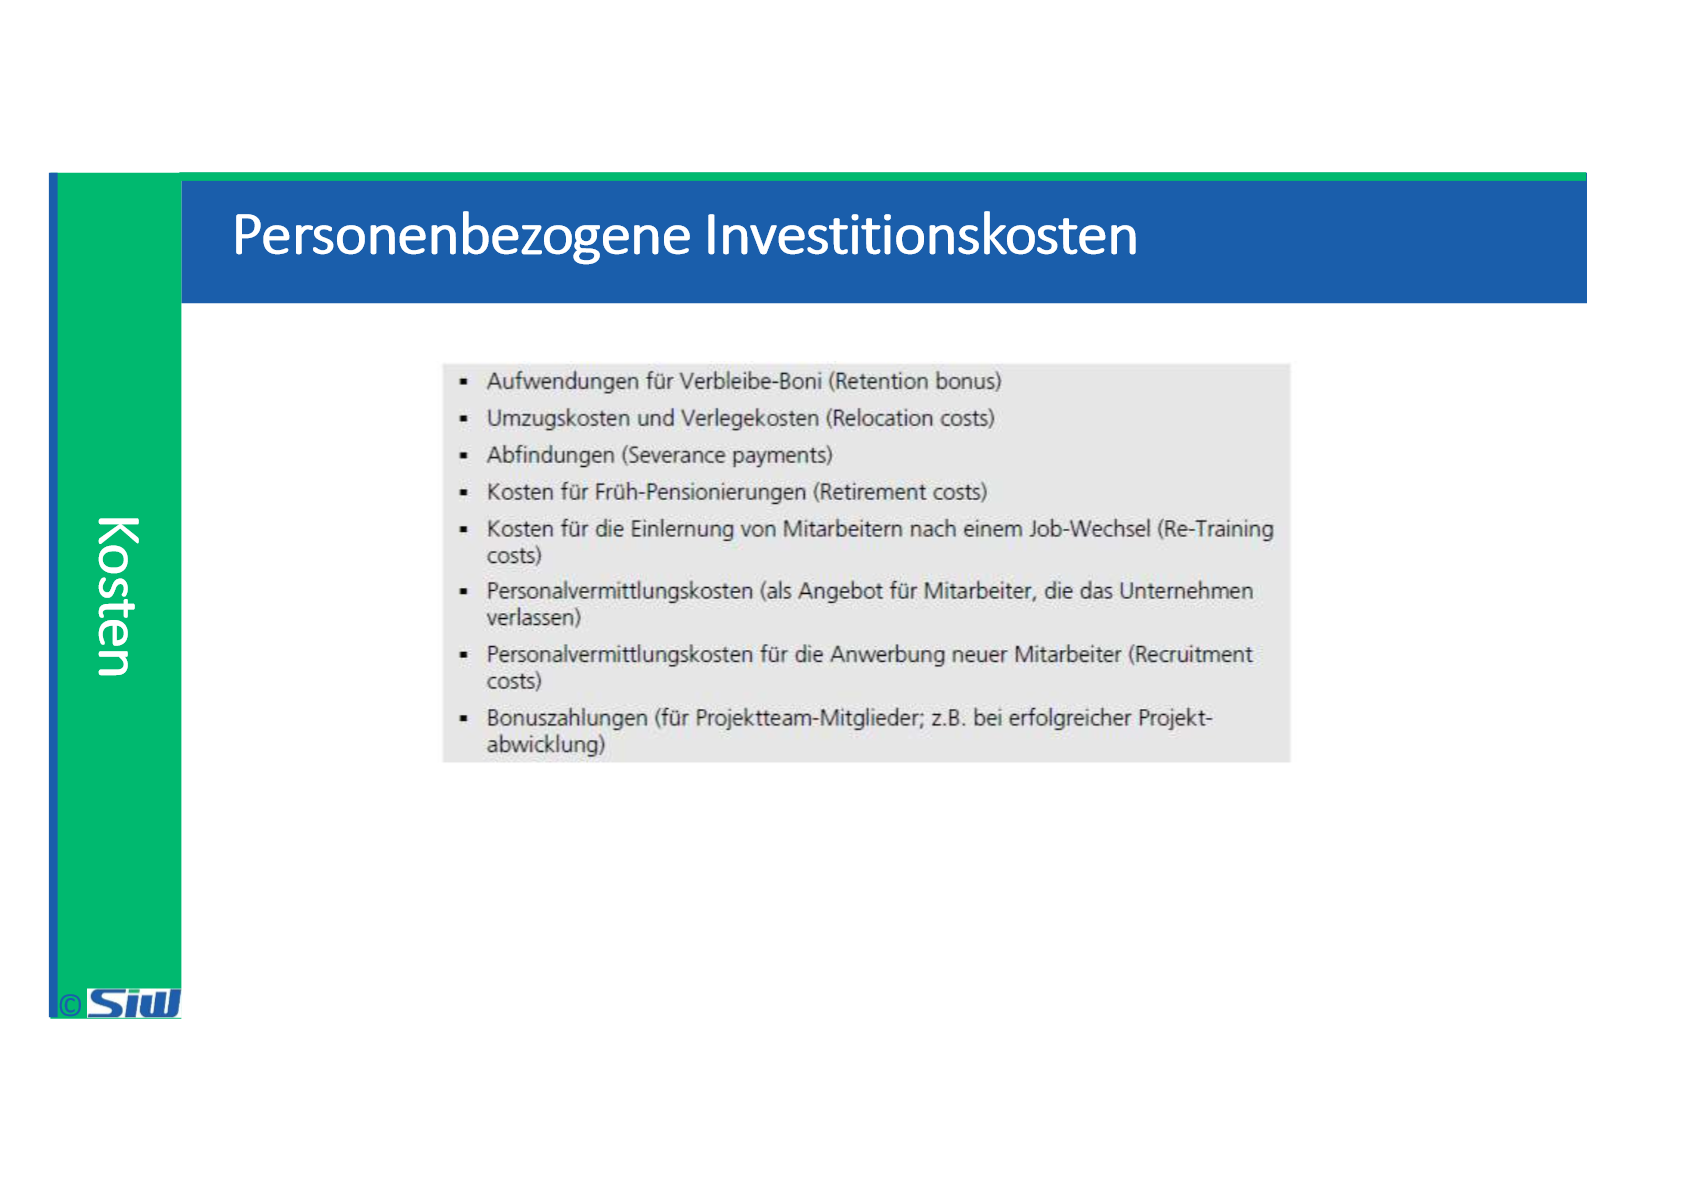 Personenbezogene Investitionskosten
▪ Aufwendungen für Verbleibe-Boni (Retention bonus)
▪ Umzugskosten und Verlegekosten (Relocation costs)
▪ Abfindungen (Severance payments)
▪ Kosten für Früh-Pensionierungen (Retirement costs)
▪ Kosten für die Einlernung von Mitarbeitern nach einem Job-Wechsel (Re-Training
costs)
▪ Personalvermittlungskosten (als Angebot für Mitarbeiter, die das Unternehmen
verlassen)
▪ Personalvermittlungskosten für die Anwerbung neuer Mitarbeiter (Recruitment
costs)
▪ Bonuszahlungen (für Projektteam-Mitglieder; z.B. bei erfolgreicher Projekt-
abwicklung)
Kosten
© SiW